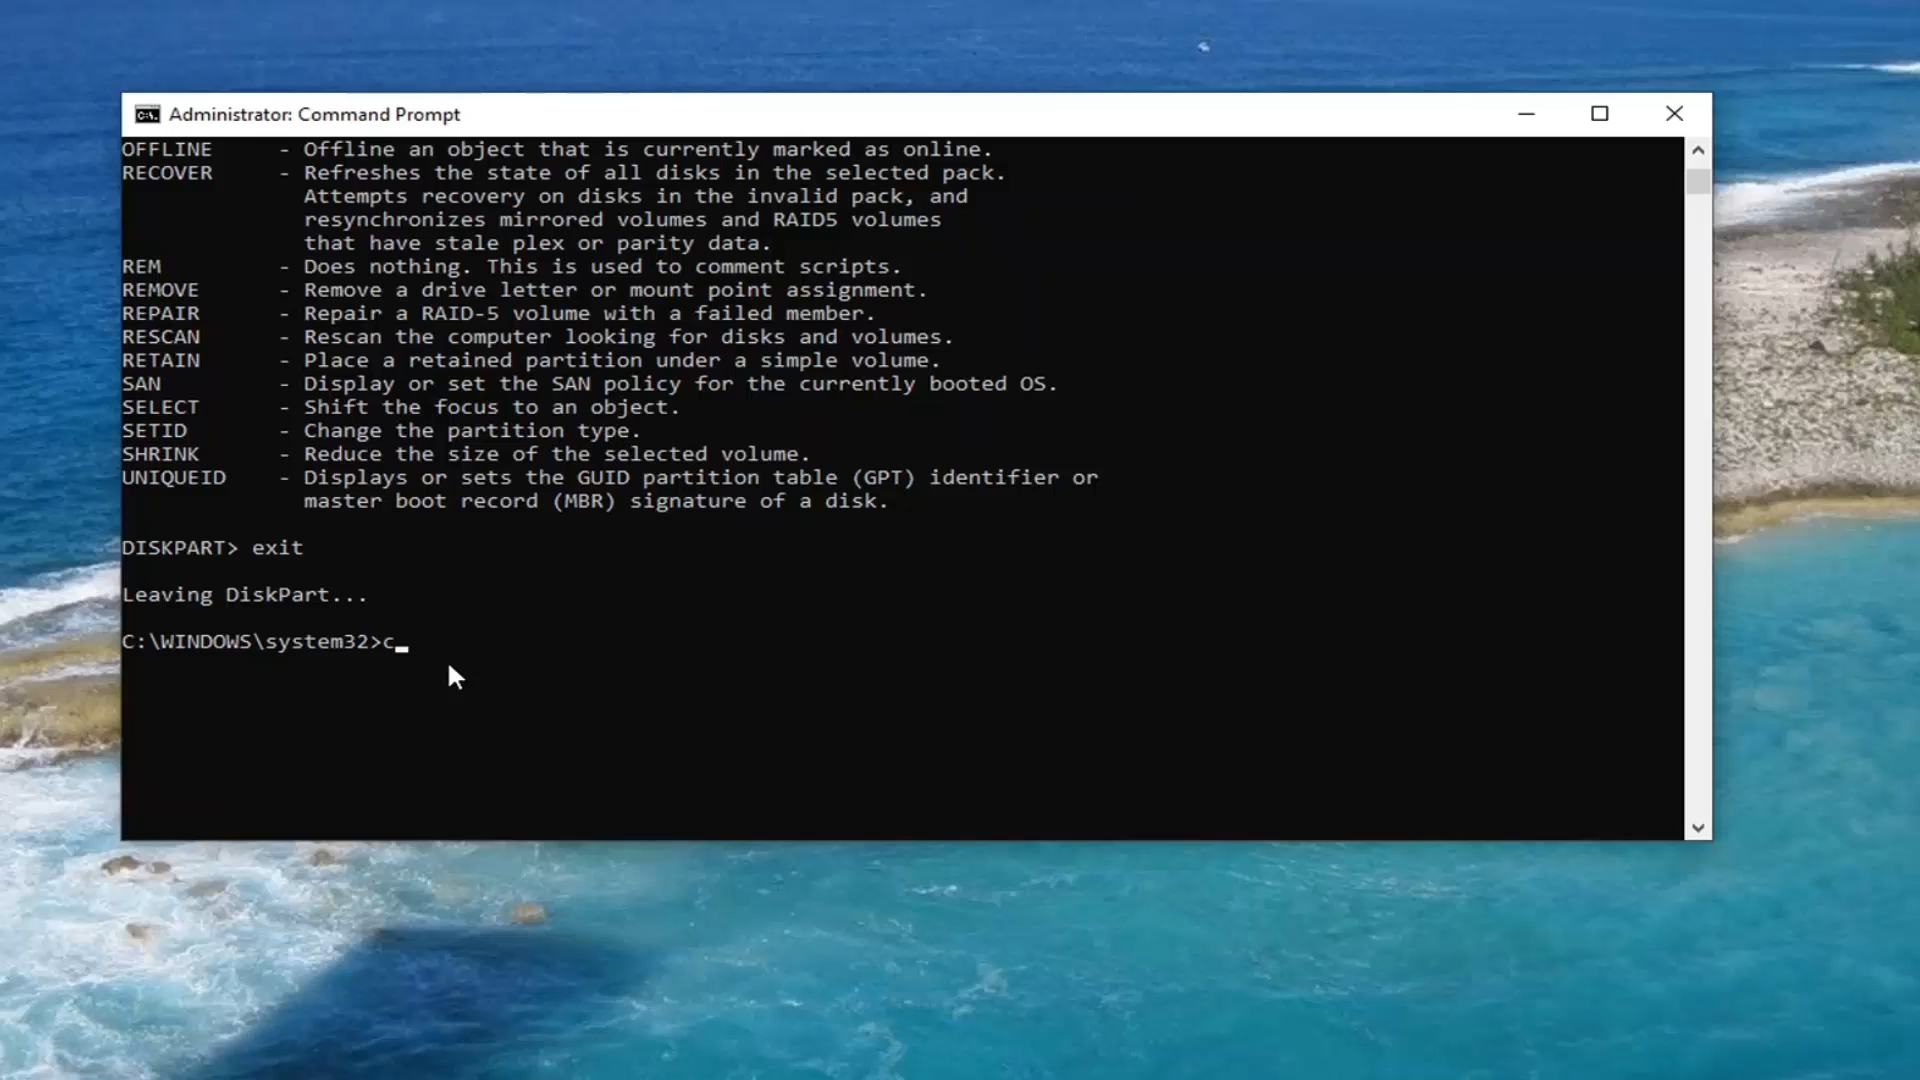 Administrator: Command Prompt
OFFLINE - Offline an object that is currently marked as online.
RECOVER - Refreshes the state of all disks in the selected pack.
Attempts recovery on disks in the invalid pack, and
resynchronizes mirrored volumes and RAID5 volumes
that have stale plex or parity data.
REM - Does nothing. This is used to comment scripts.
REMOVE - Remove a drive letter or mount point assignment.
REPAIR - Repair a RAID-5 volume with a failed member.
RESCAN - Rescan the computer looking for disks and volumes.
RETAIN - Place a retained partition under a simple volume.
SAN - Display or set the SAN policy for the currently booted OS.
SELECT - Shift the focus to an object.
SETID - Change the partition type.
SHRINK - Reduce the size of the selected volume.
UNIQUEID - Displays or sets the GUID partition table (GPT) identifier or
master boot record (MBR) signature of a disk.
DISKPART> exit
Leaving DiskPart...
C:\WINDOWS\system32>c_